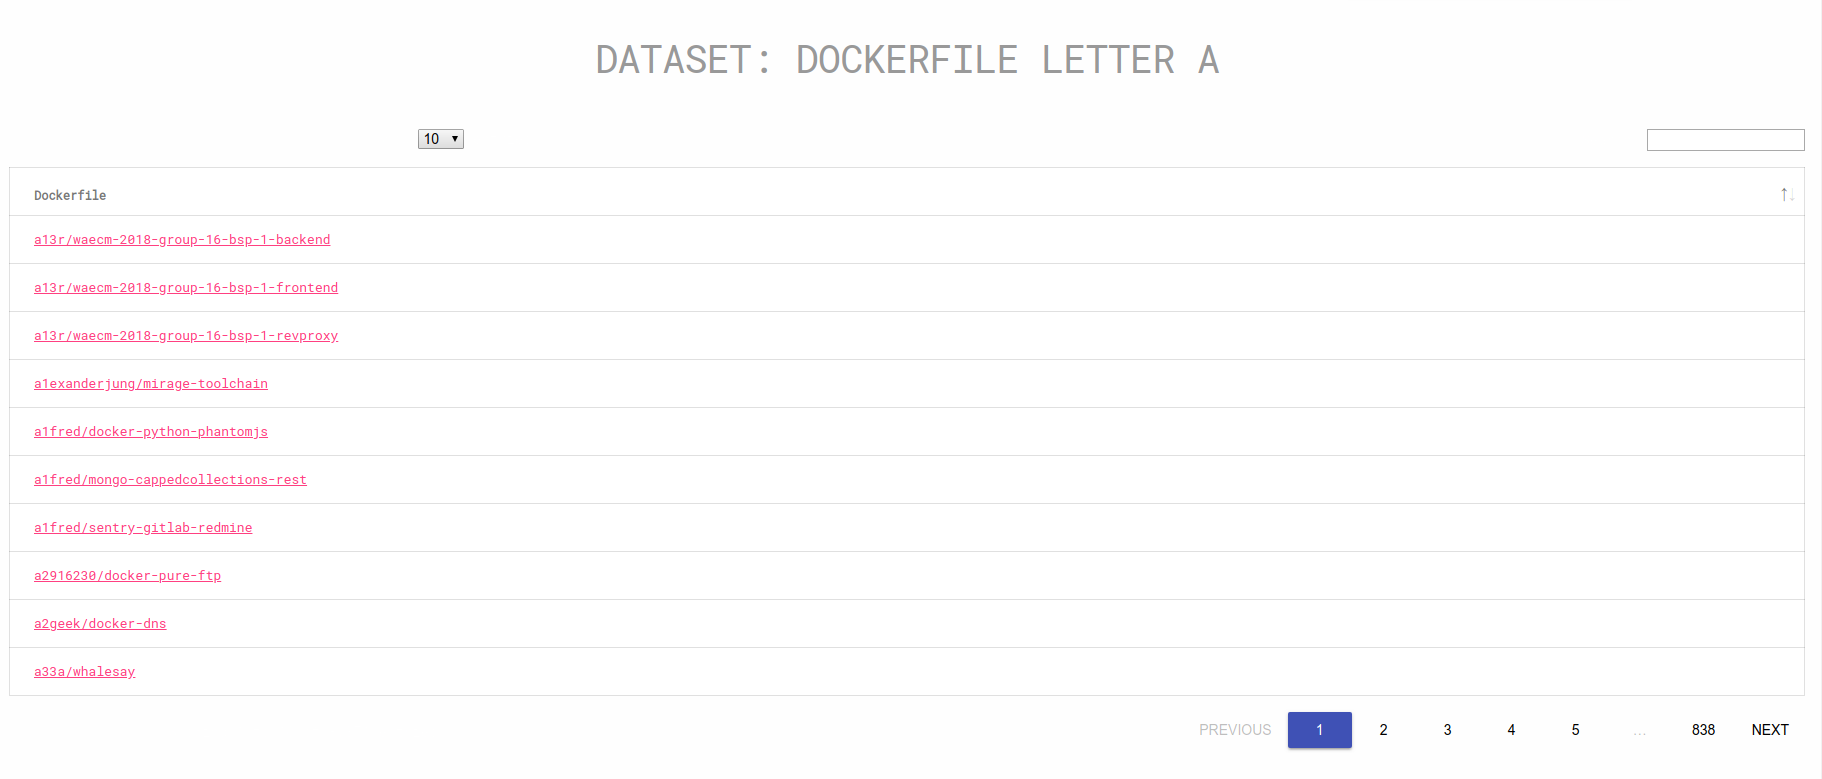 DATASET: DOCKERFILE LETTER A
10
Dockerfile
a13r/waecm-2018-group-16-bsp-1-backend
a13r/waecm-2018-group-16-bsp-1-frontend
a13r/waecm-2018-group-16-bsp-1-revproxy
a1exanderjung/mirage-toolchain
a1fred/docker-python-phantomjs
a1fred/mongo-cappedcollections-rest
a1fred/sentry-gitlab-redmine
a2916230/docker-pure-ftp
a2geek/docker-dns
a33a/whalesay
PREVIOUS 1 2 3 4 5 … 838 NEXT